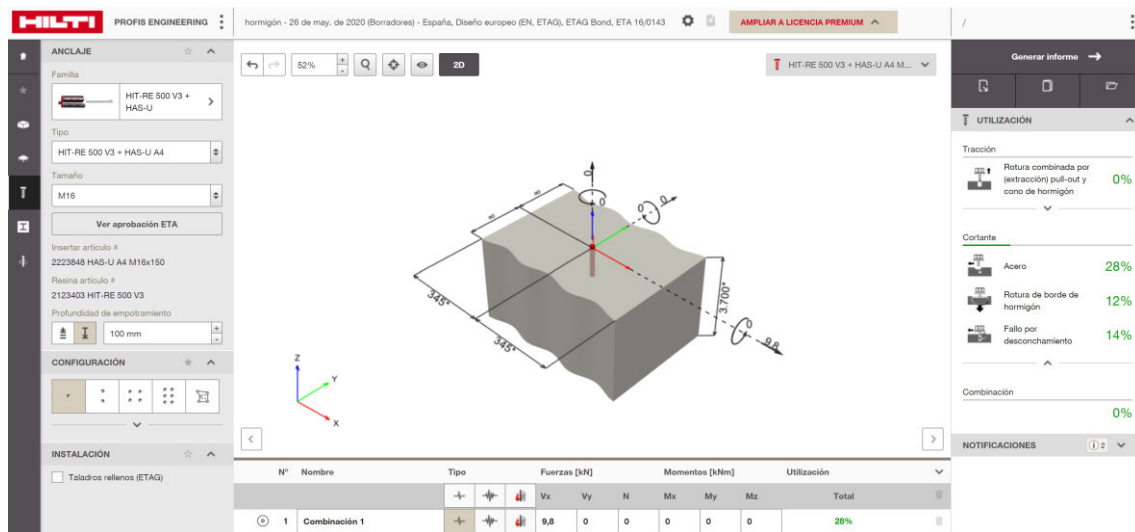 HILTI
PROFIS ENGINEERING
hormigón - 26 de may. de 2020 (Borradores) - España, Diseño europeo (EN, ETAG), ETAG Bond, ETA 16/0143
AMPLIAR A LICENCIA PREMIUM
/
ANCLAJE
Familia
HIT-RE 500 V3 +
HAS-U
Tipo
HIT-RE 500 V3 + HAS-U A4
Tamaño
M16
Ver aprobación ETA
Insertar artículo #
2223848 HAS-U A4 M16x150
Resina artículo #
2123403 HIT-RE 500 V3
Profundidad de empotramiento
100 mm
CONFIGURACIÓN
INSTALACIÓN
Taladros rellenos (ETAG)
52%
2D
HIT-RE 500 V3 + HAS-U A4 M...
0
0
0
0
∞
∞
345*
345*
3.700*
0
9,8
Z
Y
X
Generar informe
UTILIZACIÓN
Tracción
Rotura combinada por
(extracción) pull-out y
cono de hormigón
0%
Cortante
Acero
28%
Rotura de borde de
hormigón
12%
Fallo por
desconchamiento
14%
Combinación
0%
NOTIFICACIONES
2
Nº Nombre Tipo Fuerzas [kN] Momentos [kNm] Utilización
Vx Vy N Mx My Mz Total
1 Combinación 1 9,8 0 0 0 0 0 28%